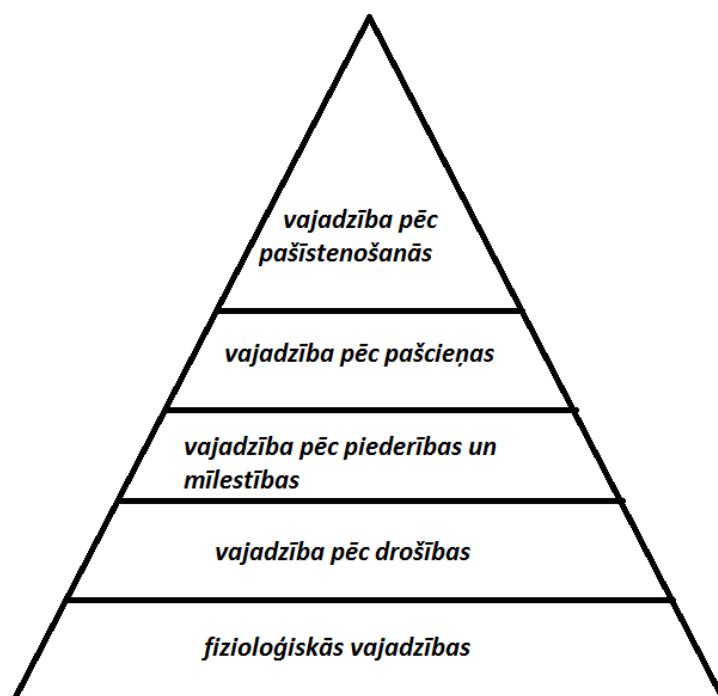 vajadzība pēc
pašīstenošanās
vajadzība pēc pašcieņas
vajadzība pēc piederības un
mīlestības
vajadzība pēc drošības
fizioloģiskās vajadzības